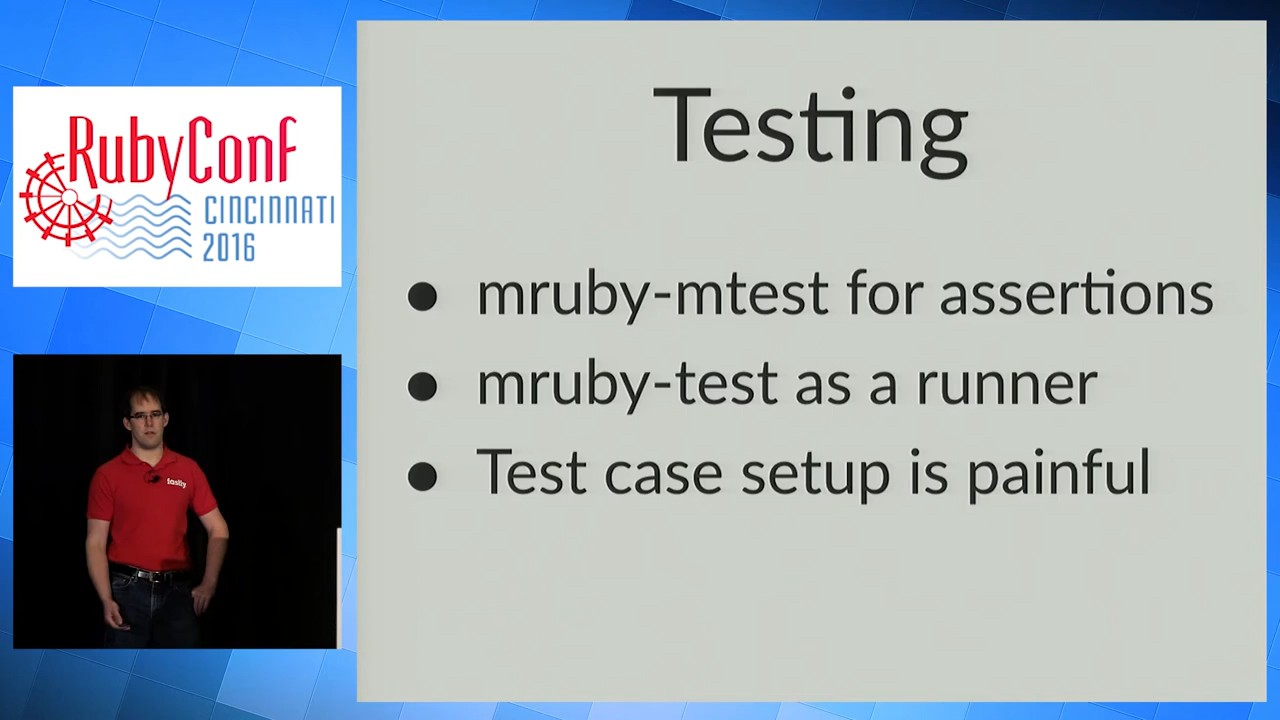 RubyConf
CINCINNATI
2016
fastly
Testing
● mruby-mtest for assertions
● mruby-test as a runner
● Test case setup is painful